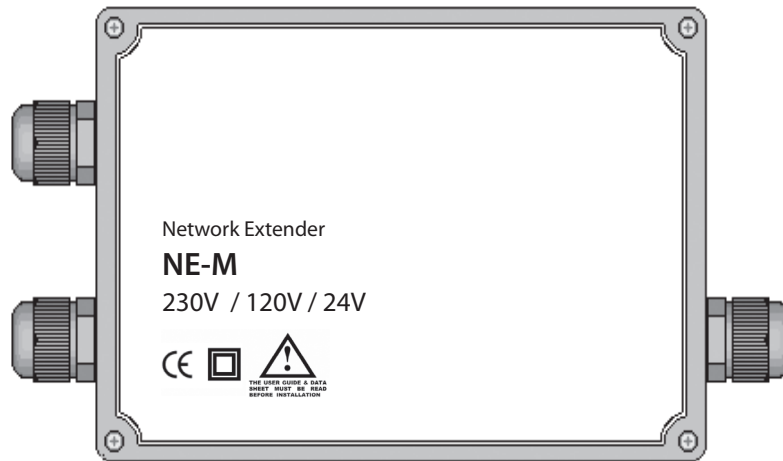 Network Extender
NE-M
230V / 120V / 24V
CE
THE USER GUIDE & DATA
SHEET MUST BE READ
BEFORE INSTALLATION